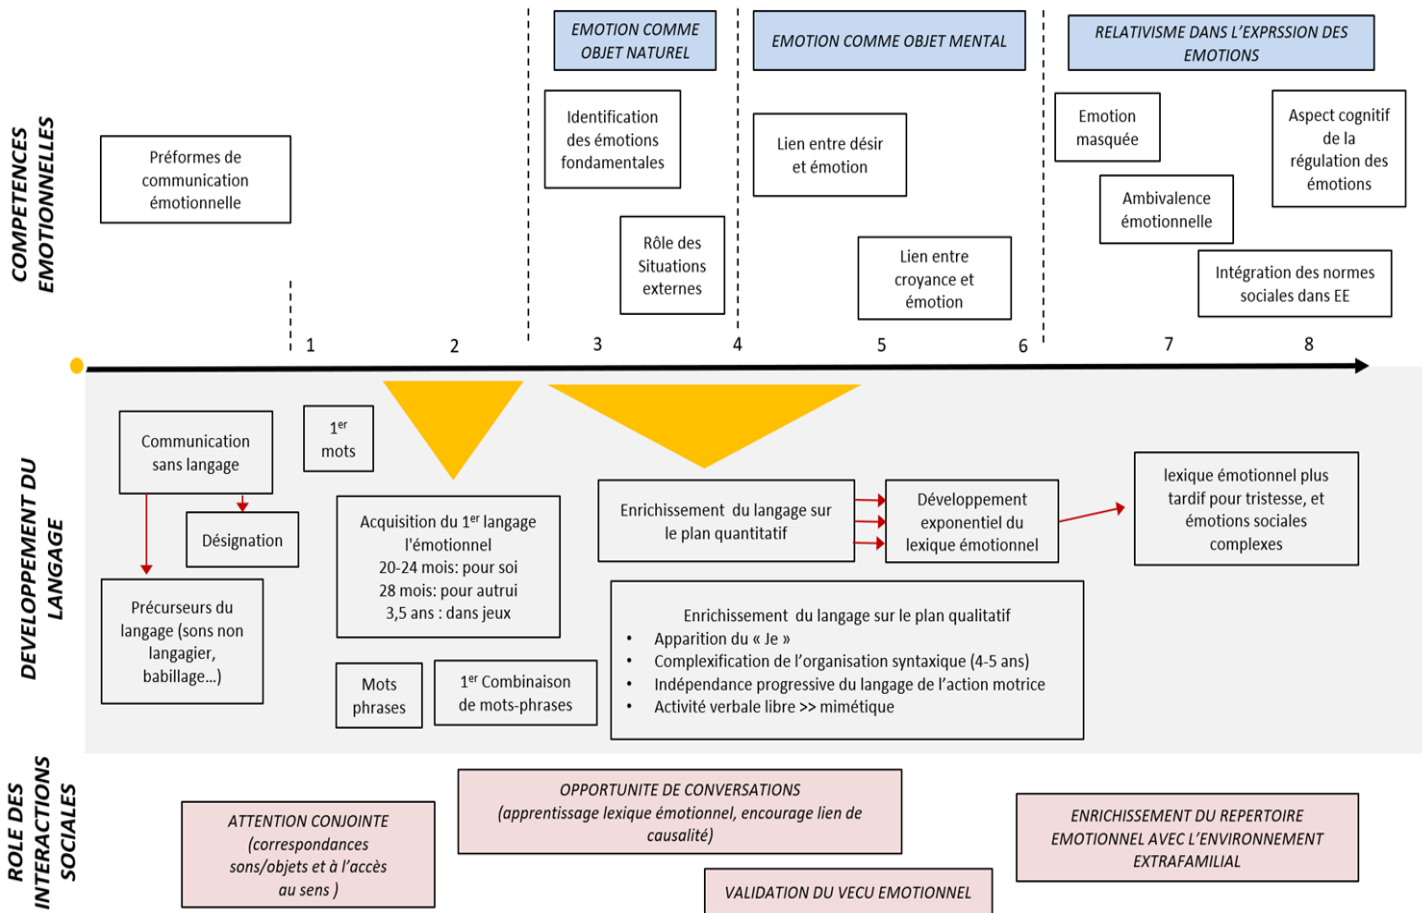 COMPETENCES
EMOTIONNELLES
EMOTION COMME
OBJET NATUREL
EMOTION COMME OBJET MENTAL
RELATIVISME DANS L'EXPRSSION DES
EMOTIONS
Préformes de
communication
émotionnelle
Identification
des émotions
fondamentales
Rôle des
Situations
externes
Lien entre désir
et émotion
Lien entre
croyance et
émotion
Emotion
masquée
Ambivalence
émotionnelle
Aspect cognitif
de la
régulation des
émotions
Intégration des normes
sociales dans EE
1 2 3 4 5 6 7 8
DEVELOPPEMENT DU
LANGAGE
Communication
sans langage
Désignation
Précurseurs du
langage (sons non
langagier,
babillage...)
1er
mots
Acquisition du 1er langage
l'émotionnel
20-24 mois: pour soi
28 mois: pour autrui
3,5 ans : dans jeux
Mots
phrases
1er Combinaison
de mots-phrases
Enrichissement du langage sur
le plan quantitatif
Développement
exponentiel du
lexique émotionnel
lexique émotionnel plus
tardif pour tristesse, et
émotions sociales
complexes
Enrichissement du langage sur le plan qualitatif
• Apparition du « Je »
• Complexification de l'organisation syntaxique (4-5 ans)
• Indépendance progressive du langage de l'action motrice
• Activité verbale libre >> mimétique
ROLE DES
INTERACTIONS
SOCIALES
ATTENTION CONJOINTE
(correspondances
sons/objets et à l'accès
au sens )
OPPORTUNITE DE CONVERSATIONS
(apprentissage lexique émotionnel, encourage lien de
causalité)
VALIDATION DU VECU EMOTIONNEL
ENRICHISSEMENT DU REPERTOIRE
EMOTIONNEL AVEC L'ENVIRONNEMENT
EXTRAFAMILIAL